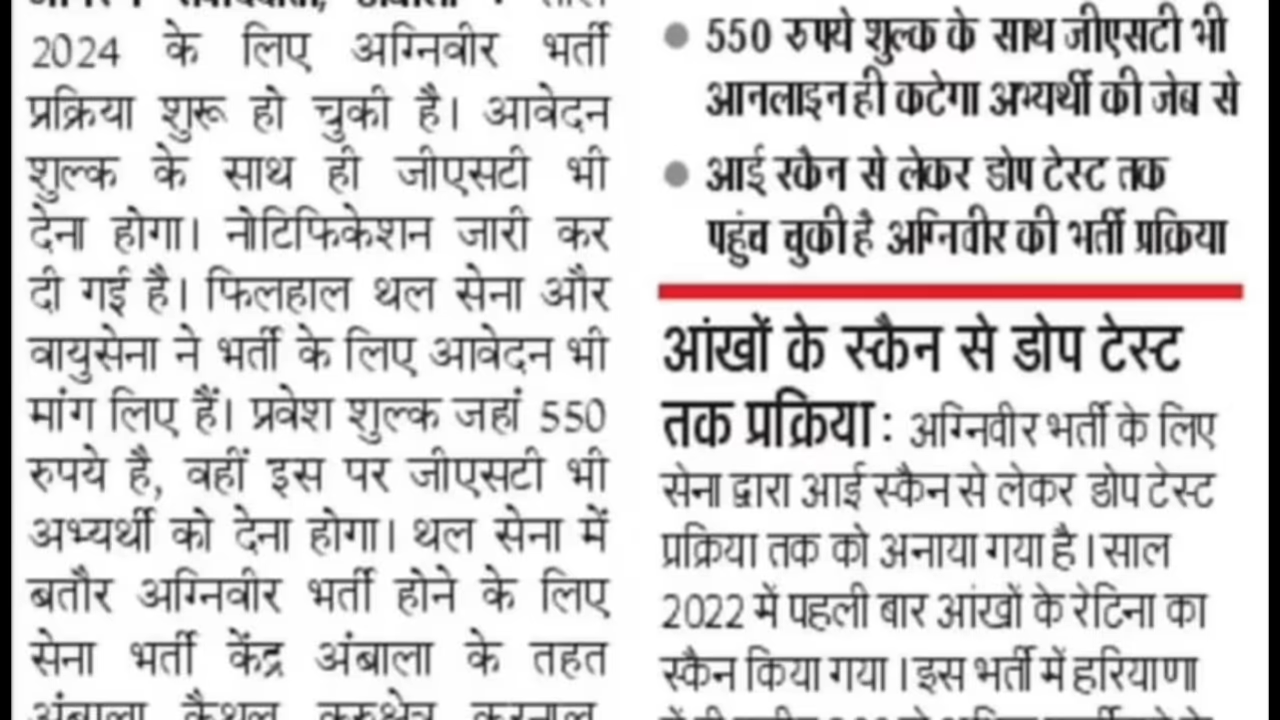 2024 के लिए अग्निवीर भर्ती
प्रक्रिया शुरू हो चुकी है। आवेदन
शुल्क के साथ ही जीएसटी भी
देना होगा। नोटिफिकेशन जारी कर
दी गई है। फिलहाल थल सेना और
वायुसेना ने भर्ती के लिए आवेदन भी
मांग लिए हैं। प्रवेश शुल्क जहां 550
रुपये है, वहीं इस पर जीएसटी भी
अभ्यर्थी को देना होगा। थल सेना में
बतौर अग्निवीर भर्ती होने के लिए
सेना भर्ती केंद्र अंबाला के तहत
अंबाला कैथल कुरुक्षेत्र करनाल
● 550 रुपये शुल्क के साथ जीएसटी भी
आनलाइन ही कटेगा अभ्यर्थी की जेब से
● आई स्कैन से लेकर डोप टेस्ट तक
पहुंच चुकी है अग्निवीर की भर्ती प्रक्रिया
आंखों के स्कैन से डोप टेस्ट
तक प्रक्रिया : अग्निवीर भर्ती के लिए
सेना द्वारा आई स्कैन से लेकर डोप टेस्ट
प्रक्रिया तक को अनाया गया है। साल
2022 में पहली बार आंखों के रेटिना का
स्कैन किया गया। इस भर्ती में हरियाणा